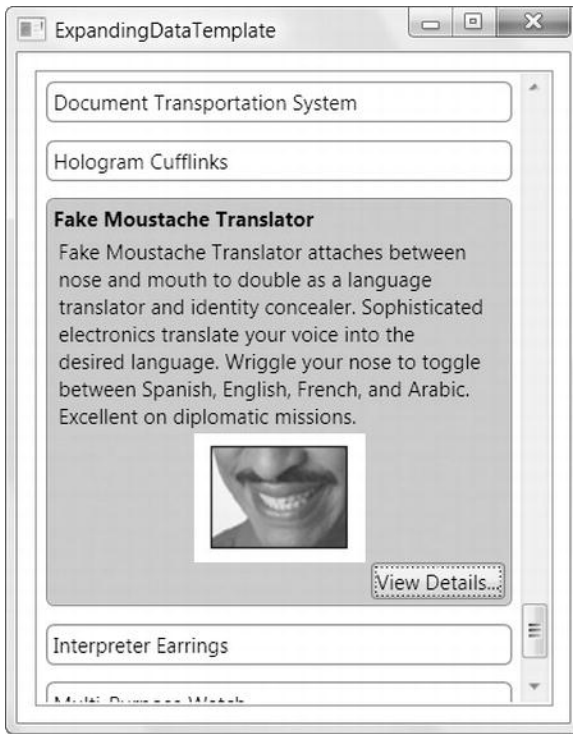 ExpandingDataTemplate
Document Transportation System
Hologram Cufflinks
Fake Moustache Translator
Fake Moustache Translator attaches between
nose and mouth to double as a language
translator and identity concealer. Sophisticated
electronics translate your voice into the
desired language. Wriggle your nose to toggle
between Spanish, English, French, and Arabic.
Excellent on diplomatic missions.
View Details...
Interpreter Earrings